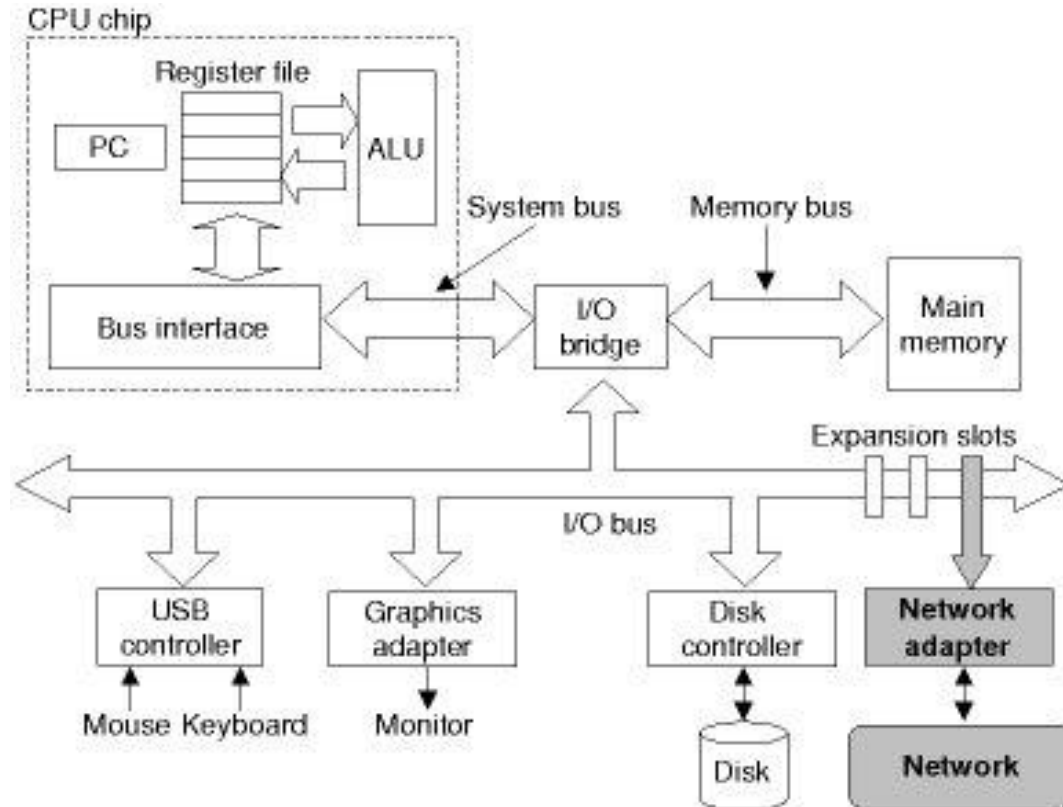 CPU chip
Register file
PC
ALU
System bus
Memory bus
Bus interface
I/O
bridge
Main
memory
Expansion slots
I/O bus
USB
controller
Graphics
adapter
Disk
controller
Network
adapter
Mouse Keyboard
Monitor
Disk
Network